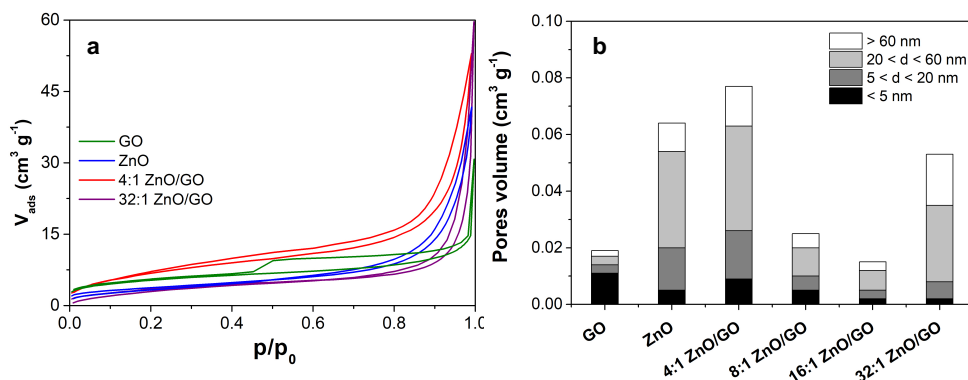 a
60
45
30
15
0
V_ads (cm³ g⁻¹)
GO
ZnO
4:1 ZnO/GO
32:1 ZnO/GO
0.0 0.2 0.4 0.6 0.8 1.0
p/p₀
b
0.10
0.08
0.06
0.04
0.02
0.00
Pores volume (cm³ g⁻¹)
> 60 nm
20 < d < 60 nm
5 < d < 20 nm
< 5 nm
GO
ZnO
4:1 ZnO/GO
8:1 ZnO/GO
16:1 ZnO/GO
32:1 ZnO/GO